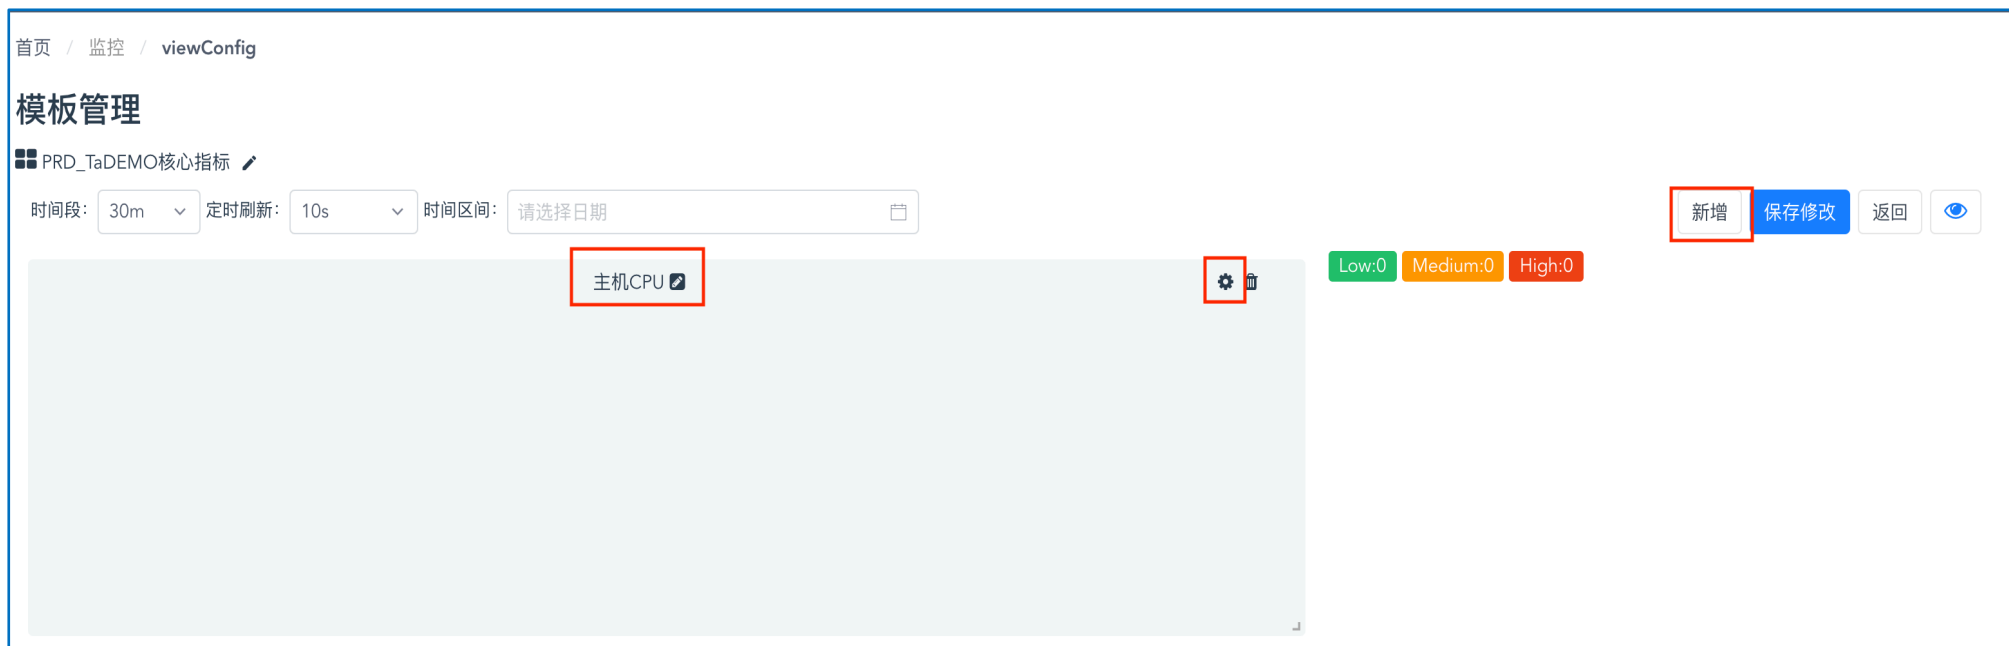 首页 / 监控 / viewConfig
模板管理
PRD_TaDEMO核心指标
时间段: 30m 定时刷新: 10s 时间区间: 请选择日期 新增 保存修改 返回
主机CPU Low:0 Medium:0 High:0